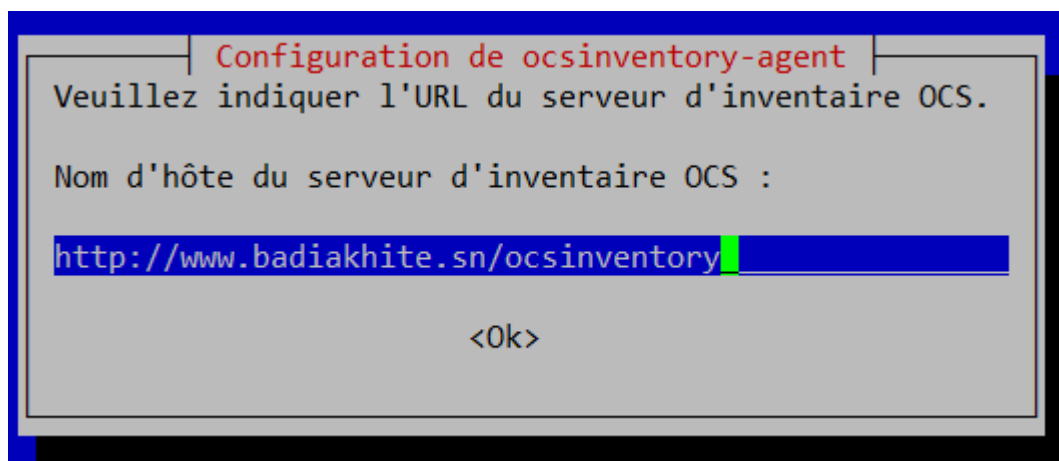 Configuration de ocsinventory-agent
Veuillez indiquer l'URL du serveur d'inventaire OCS.
Nom d'hôte du serveur d'inventaire OCS :
http://www.badiakhite.sn/ocsinventory
<Ok>